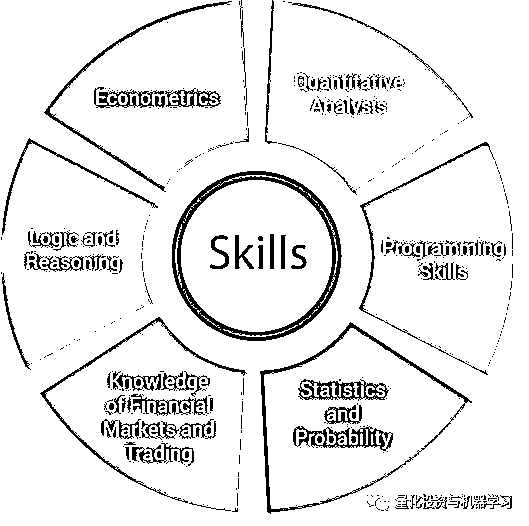 Econometrics
Quantitative
Analysis
Logic and
Reasoning
Skills
Programming
Skills
Knowledge
of Financial
Markets and
Trading
Statistics
and
Probability
量化投资与机器学习